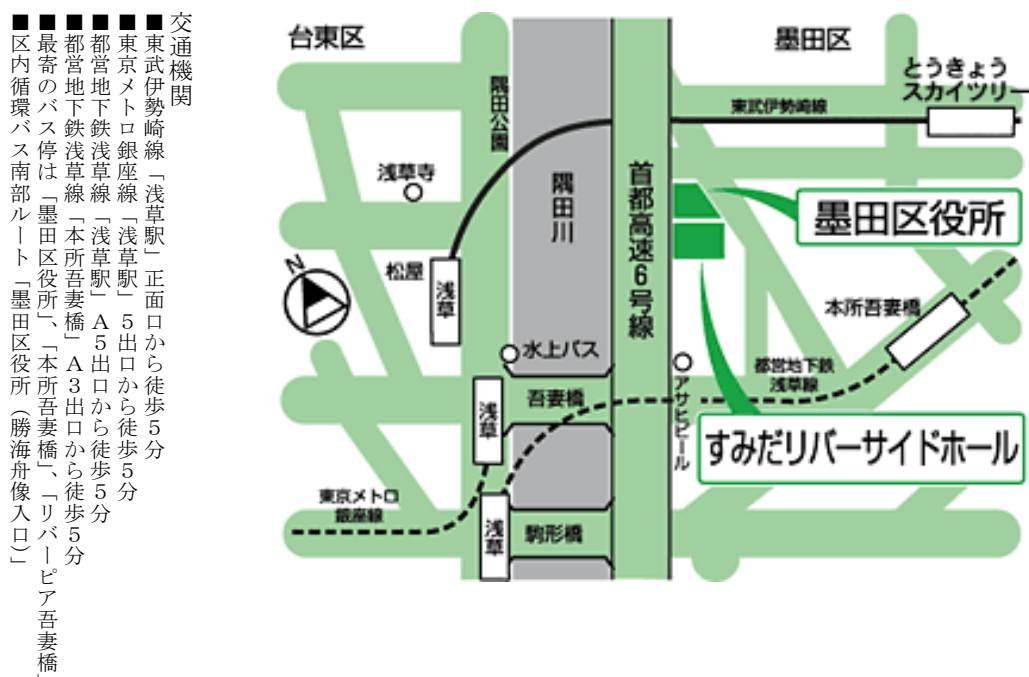 交通機関
■東武伊勢崎線「浅草駅」正面口から徒歩５分
■東京メトロ銀座線「浅草駅」５出口から徒歩５分
■都営地下鉄浅草線「浅草駅」Ａ５出口から徒歩５分
■都営地下鉄浅草線「本所吾妻橋」Ａ３出口から徒歩５分
■最寄のバス停は「墨田区役所」、「本所吾妻橋」、「リバーピア吾妻橋」
■区内循環バス南部ルート「墨田区役所（勝海舟像入口）」
台東区
墨田区
とうきょう
スカイツリー
東武伊勢崎線
隅田公園
浅草寺
隅田川
首都高速6号線
墨田区役所
N
松屋
浅草
本所吾妻橋
水上バス
都営地下鉄
浅草線
吾妻橋
浅草
アサヒビール
すみだリバーサイドホール
東京メトロ
銀座線
浅草
駒形橋